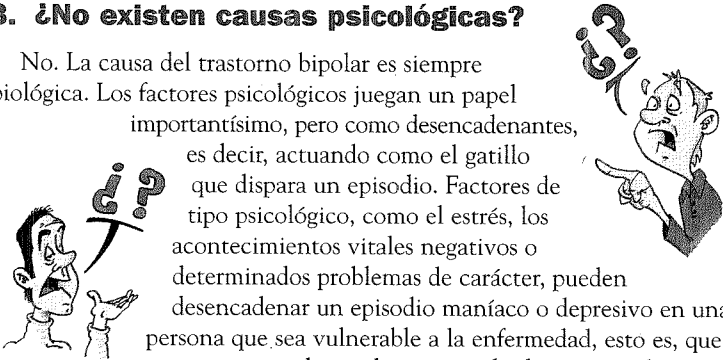 3. ¿No existen causas psicológicas?
¿?
No. La causa del trastorno bipolar es siempre
biológica. Los factores psicológicos juegan un papel
importantísimo, pero como desencadenantes,
es decir, actuando como el gatillo
¿?
que dispara un episodio. Factores de
tipo psicológico, como el estrés, los
acontecimientos vitales negativos o
determinados problemas de carácter, pueden
desencadenar un episodio maníaco o depresivo en una
persona que sea vulnerable a la enfermedad, esto es, que